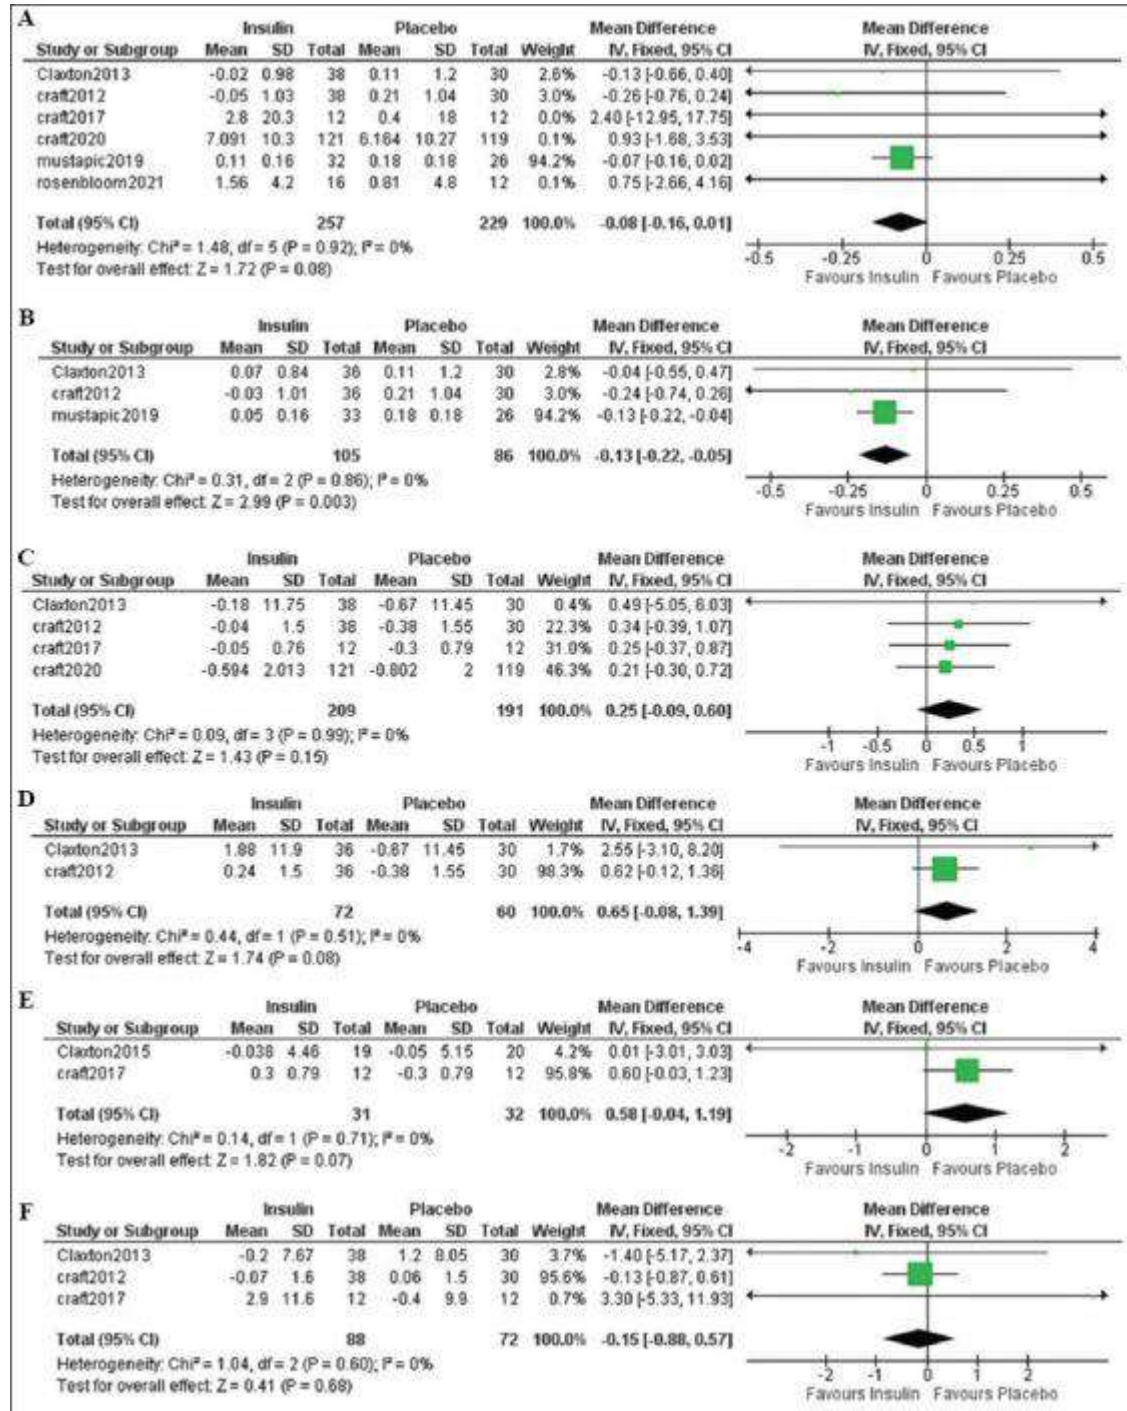 A
Insulin Placebo Mean Difference Mean Difference
Study or Subgroup Mean SD Total Mean SD Total Weight IV, Fixed, 95% CI IV, Fixed, 95% CI
Claxton2013 -0.02 0.98 38 0.11 1.2 30 2.6% -0.13 [-0.66, 0.40]
craft2012 -0.05 1.03 38 0.21 1.04 30 3.0% -0.26 [-0.76, 0.24]
craft2017 2.8 20.3 12 0.4 18 12 0.0% 2.40 [-12.95, 17.75]
craft2020 7.091 10.3 121 6.164 10.27 119 0.1% 0.93 [-1.68, 3.53]
mustapic2019 0.11 0.16 32 0.18 0.18 26 94.2% -0.07 [-0.16, 0.02]
rosenbloom2021 1.56 4.2 16 0.81 4.8 12 0.1% 0.75 [-2.66, 4.16]
Total (95% CI) 257 229 100.0% -0.08 [-0.16, 0.01]
Heterogeneity: Chi² = 1.48, df = 5 (P = 0.92); I² = 0%
Test for overall effect: Z = 1.72 (P = 0.08)
-0.5 -0.25 0 0.25 0.5
Favours Insulin Favours Placebo
B
Insulin Placebo Mean Difference Mean Difference
Study or Subgroup Mean SD Total Mean SD Total Weight IV, Fixed, 95% CI IV, Fixed, 95% CI
Claxton2013 0.07 0.84 36 0.11 1.2 30 2.8% -0.04 [-0.55, 0.47]
craft2012 -0.03 1.01 36 0.21 1.04 30 3.0% -0.24 [-0.74, 0.26]
mustapic2019 0.05 0.16 33 0.18 0.18 26 94.2% -0.13 [-0.22, -0.04]
Total (95% CI) 105 86 100.0% -0.13 [-0.22, -0.05]
Heterogeneity: Chi² = 0.31, df = 2 (P = 0.86); I² = 0%
Test for overall effect: Z = 2.99 (P = 0.003)
-0.5 -0.25 0 0.25 0.5
Favours Insulin Favours Placebo
C
Insulin Placebo Mean Difference Mean Difference
Study or Subgroup Mean SD Total Mean SD Total Weight IV, Fixed, 95% CI IV, Fixed, 95% CI
Claxton2013 -0.18 11.75 38 -0.67 11.45 30 0.4% 0.49 [-5.05, 6.03]
craft2012 -0.04 1.5 38 -0.38 1.55 30 22.3% 0.34 [-0.39, 1.07]
craft2017 -0.05 0.76 12 -0.3 0.79 12 31.0% 0.25 [-0.37, 0.87]
craft2020 -0.594 2.013 121 -0.802 2 119 46.3% 0.21 [-0.30, 0.72]
Total (95% CI) 209 191 100.0% 0.25 [-0.09, 0.60]
Heterogeneity: Chi² = 0.09, df = 3 (P = 0.99); I² = 0%
Test for overall effect: Z = 1.43 (P = 0.15)
-1 -0.5 0 0.5 1
Favours Insulin Favours Placebo
D
Insulin Placebo Mean Difference Mean Difference
Study or Subgroup Mean SD Total Mean SD Total Weight IV, Fixed, 95% CI IV, Fixed, 95% CI
Claxton2013 1.88 11.9 36 -0.67 11.45 30 1.7% 2.55 [-3.10, 8.20]
craft2012 0.24 1.5 36 -0.38 1.55 30 98.3% 0.62 [-0.12, 1.36]
Total (95% CI) 72 60 100.0% 0.65 [-0.08, 1.39]
Heterogeneity: Chi² = 0.44, df = 1 (P = 0.51); I² = 0%
Test for overall effect: Z = 1.74 (P = 0.08)
-4 -2 0 2 4
Favours Insulin Favours Placebo
E
Insulin Placebo Mean Difference Mean Difference
Study or Subgroup Mean SD Total Mean SD Total Weight IV, Fixed, 95% CI IV, Fixed, 95% CI
Claxton2015 -0.038 4.46 19 -0.05 5.15 20 4.2% 0.01 [-3.01, 3.03]
craft2017 0.3 0.79 12 -0.3 0.79 12 95.8% 0.60 [-0.03, 1.23]
Total (95% CI) 31 32 100.0% 0.58 [-0.04, 1.19]
Heterogeneity: Chi² = 0.14, df = 1 (P = 0.71); I² = 0%
Test for overall effect: Z = 1.82 (P = 0.07)
-2 -1 0 1 2
Favours Insulin Favours Placebo
F
Insulin Placebo Mean Difference Mean Difference
Study or Subgroup Mean SD Total Mean SD Total Weight IV, Fixed, 95% CI IV, Fixed, 95% CI
Claxton2013 -0.2 7.67 38 1.2 8.05 30 3.7% -1.40 [-5.17, 2.37]
craft2012 -0.07 1.6 38 0.06 1.5 30 95.6% -0.13 [-0.87, 0.61]
craft2017 2.9 11.6 12 -0.4 9.9 12 0.7% 3.30 [-5.33, 11.93]
Total (95% CI) 88 72 100.0% -0.15 [-0.88, 0.57]
Heterogeneity: Chi² = 1.04, df = 2 (P = 0.60); I² = 0%
Test for overall effect: Z = 0.41 (P = 0.68)
-2 -1 0 1 2
Favours Insulin Favours Placebo